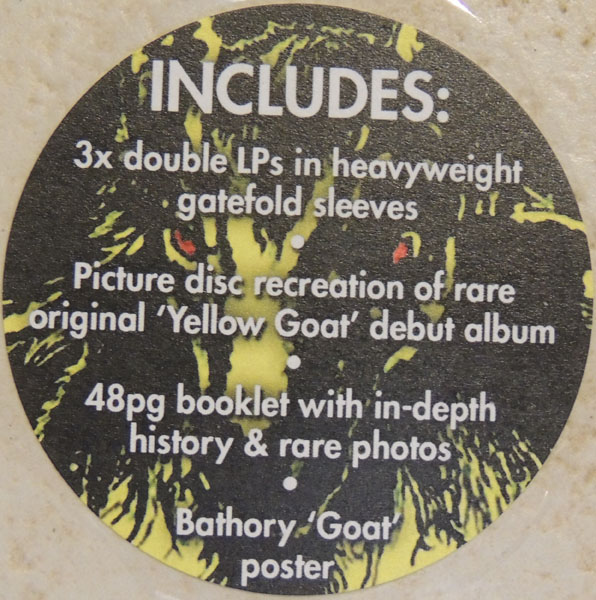 INCLUDES:
3x double LPs in heavyweight
gatefold sleeves
•
Picture disc recreation of rare
original ‘Yellow Goat’ debut album
•
48pg booklet with in-depth
history & rare photos
•
Bathory ‘Goat’
poster